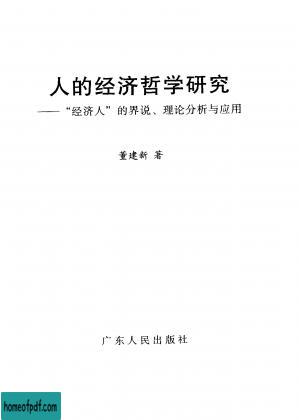 人的经济哲学研究
——“经济人”的界说、理论分析与应用
董建新 著
广东人民出版社
homeofpdf.com